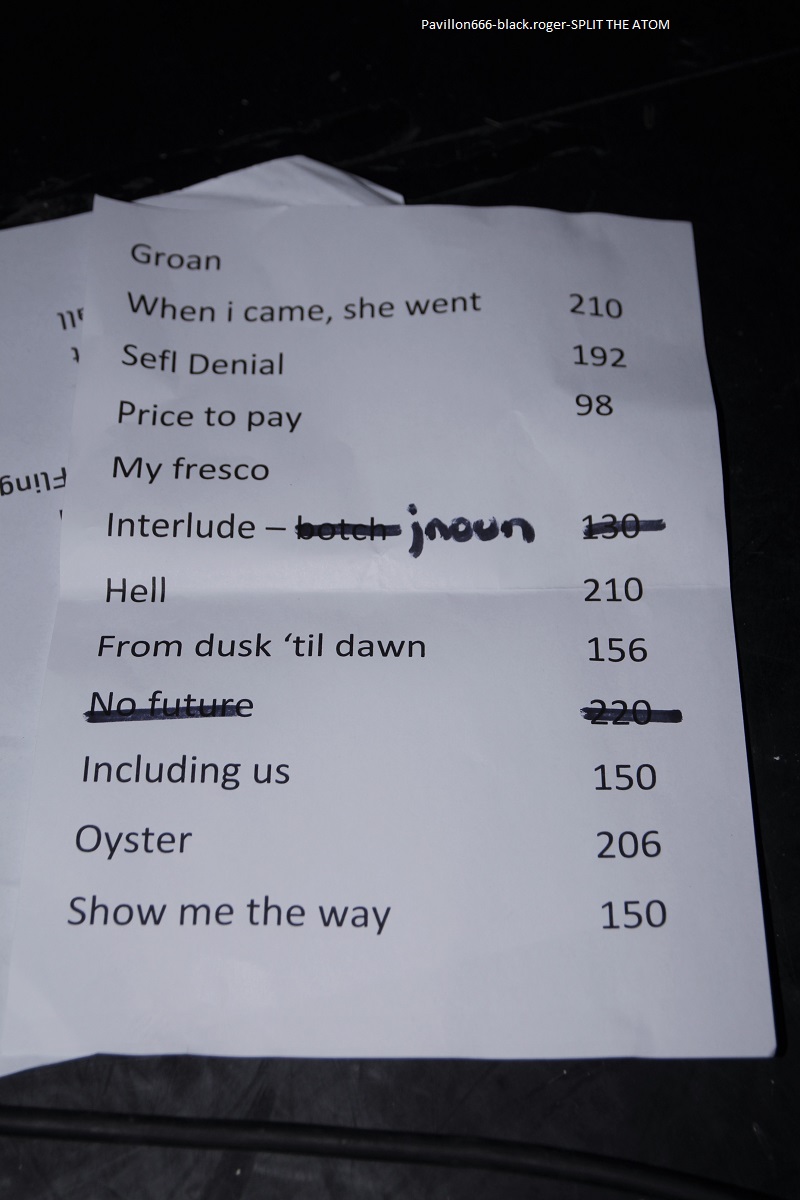 Pavillon666-black.roger-SPLIT THE ATOM
Groan
When i came, she went 210
Sefl Denial 192
Price to pay 98
My fresco
Interlude – botch jnoun 130
Hell 210
From dusk ‘til dawn 156
No future 220
Including us 150
Oyster 206
Show me the way 150
Fling